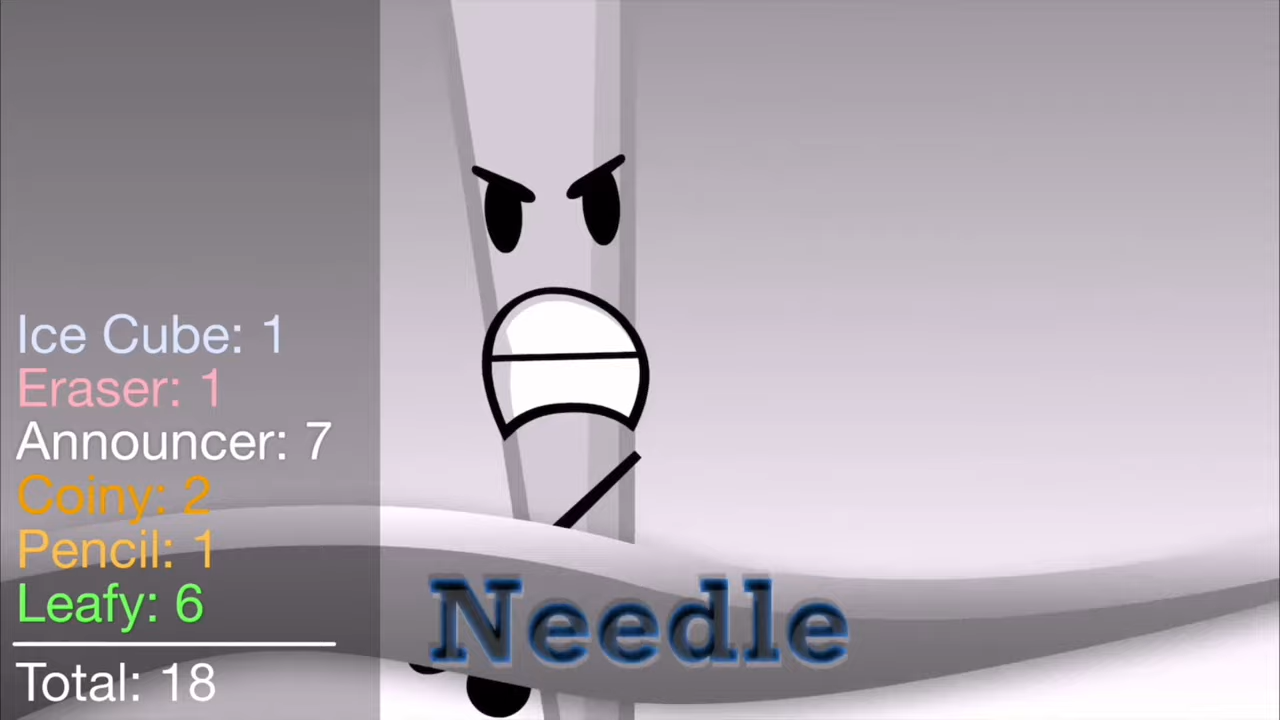 Ice Cube: 1
Eraser: 1
Announcer: 7
Coiny: 2
Pencil: 1
Leafy: 6
Total: 18
Needle